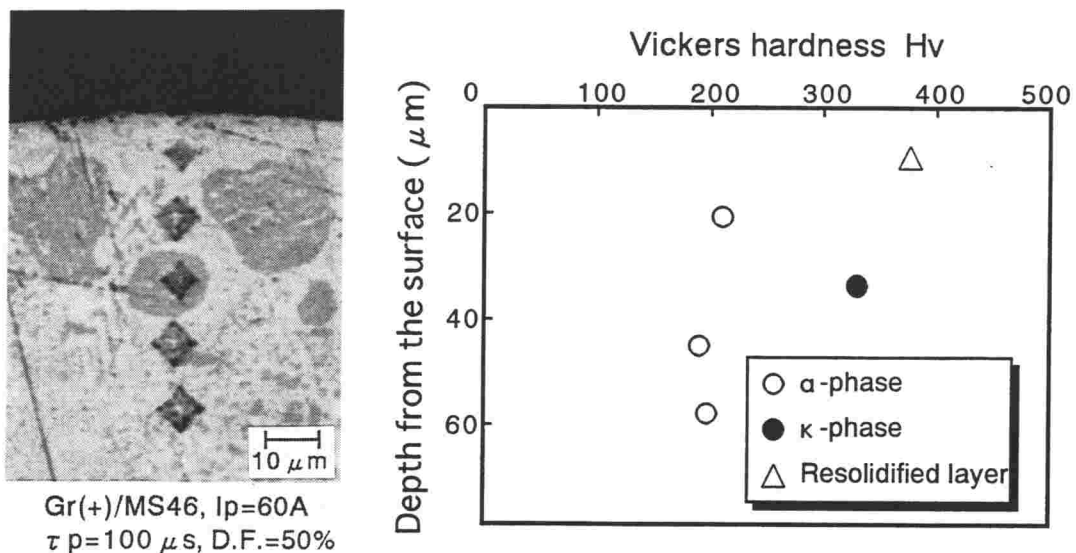 10 μm
Gr(+)/MS46, Ip=60A
τ p=100 μs, D.F.=50%
Vickers hardness Hv
0 100 200 300 400 500
Depth from the surface ( μm)
20
40
60
α-phase
κ-phase
Resolidified layer